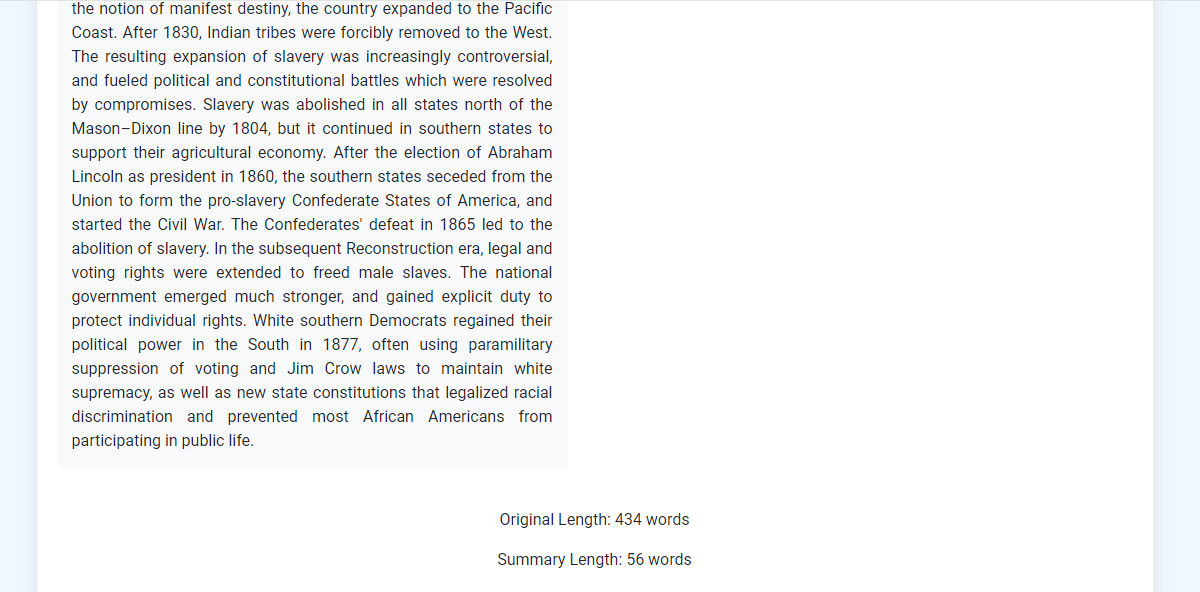 the notion of manifest destiny, the country expanded to the Pacific
Coast. After 1830, Indian tribes were forcibly removed to the West.
The resulting expansion of slavery was increasingly controversial,
and fueled political and constitutional battles which were resolved
by compromises. Slavery was abolished in all states north of the
Mason–Dixon line by 1804, but it continued in southern states to
support their agricultural economy. After the election of Abraham
Lincoln as president in 1860, the southern states seceded from the
Union to form the pro-slavery Confederate States of America, and
started the Civil War. The Confederates' defeat in 1865 led to the
abolition of slavery. In the subsequent Reconstruction era, legal and
voting rights were extended to freed male slaves. The national
government emerged much stronger, and gained explicit duty to
protect individual rights. White southern Democrats regained their
political power in the South in 1877, often using paramilitary
suppression of voting and Jim Crow laws to maintain white
supremacy, as well as new state constitutions that legalized racial
discrimination and prevented most African Americans from
participating in public life.
Original Length: 434 words
Summary Length: 56 words